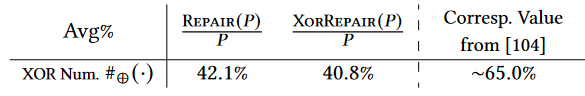 Avg% REPAIR(P) / P XORREPAIR(P) / P Corresp. Value from [104]
XOR Num. #⊕(·) 42.1% 40.8% ~65.0%